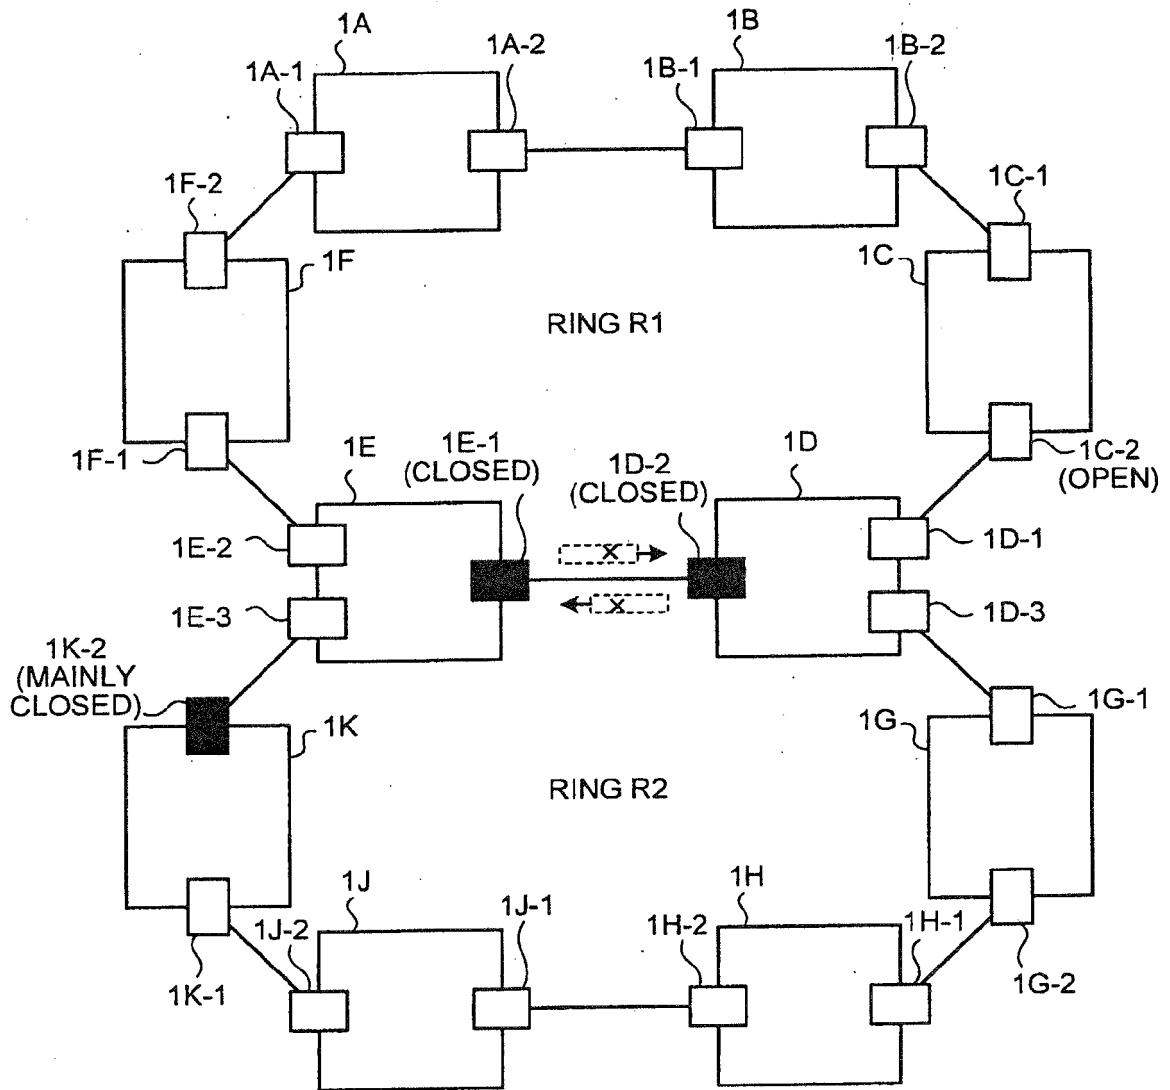 1A
1A-2
1B
1B-2
1A-1
1B-1
1F-2
1C-1
1F
1C
RING R1
1F-1
1E
1E-1
(CLOSED)
1D-2
(CLOSED)
1D
1C-2
(OPEN)
1E-2
1D-1
1E-3
1D-3
1K-2
(MAINLY
CLOSED)
1K
1G
1G-1
RING R2
1J
1J-1
1H
1H-1
1J-2
1H-2
1K-1
1G-2